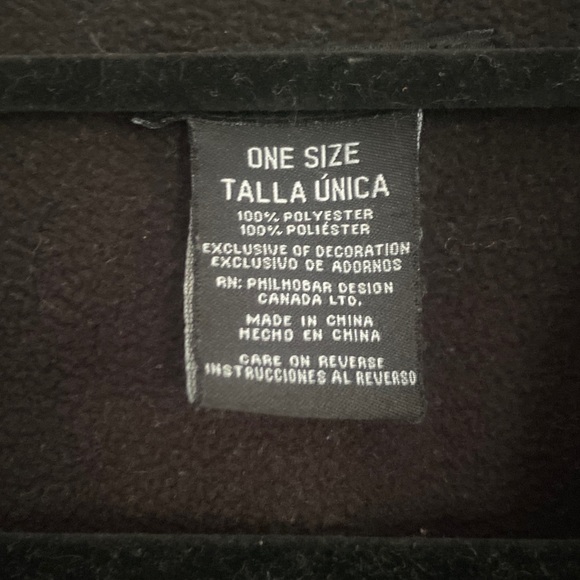 ONE SIZE
TALLA ÚNICA
100% POLYESTER
100% POLIÉSTER
EXCLUSIVE OF DECORATION
EXCLUSIVO DE ADORNOS
RN: PHILHOBAR DESIGN
CANADA LTD.
MADE IN CHINA
HECHO EN CHINA
CARE ON REVERSE
INSTRUCCIONES AL REVERSO